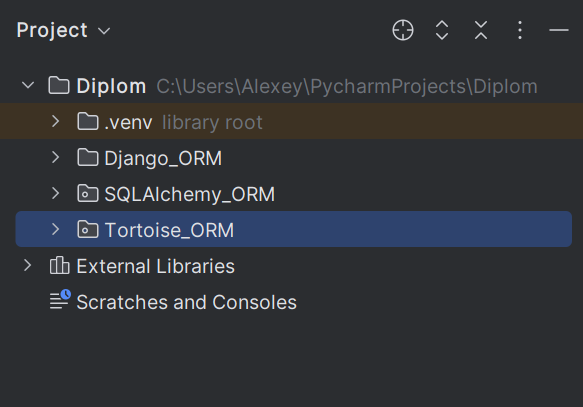 Project
Diplom C:\Users\Alexey\PycharmProjects\Diplom
.venv library root
Django_ORM
SQLAlchemy_ORM
Tortoise_ORM
External Libraries
Scratches and Consoles